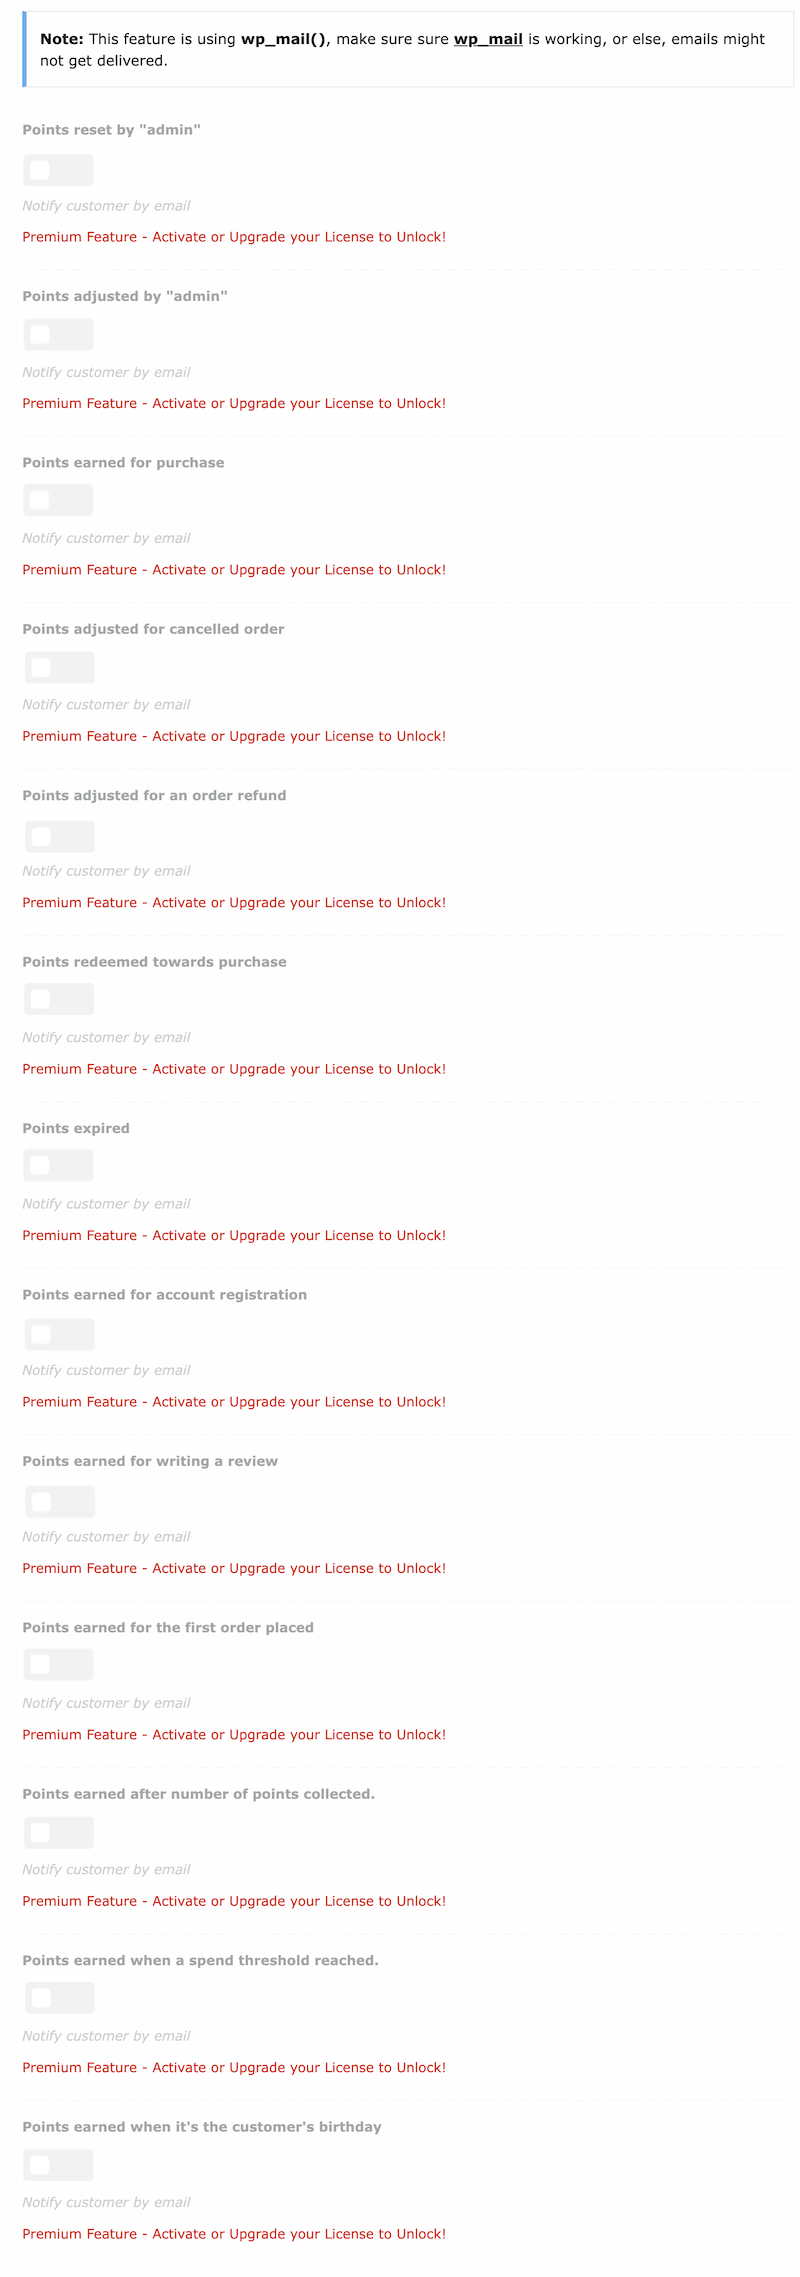 Note: This feature is using wp_mail(), make sure sure wp_mail is working, or else, emails might
not get delivered.
Points reset by "admin"
Notify customer by email
Premium Feature - Activate or Upgrade your License to Unlock!
Points adjusted by "admin"
Notify customer by email
Premium Feature - Activate or Upgrade your License to Unlock!
Points earned for purchase
Notify customer by email
Premium Feature - Activate or Upgrade your License to Unlock!
Points adjusted for cancelled order
Notify customer by email
Premium Feature - Activate or Upgrade your License to Unlock!
Points adjusted for an order refund
Notify customer by email
Premium Feature - Activate or Upgrade your License to Unlock!
Points redeemed towards purchase
Notify customer by email
Premium Feature - Activate or Upgrade your License to Unlock!
Points expired
Notify customer by email
Premium Feature - Activate or Upgrade your License to Unlock!
Points earned for account registration
Notify customer by email
Premium Feature - Activate or Upgrade your License to Unlock!
Points earned for writing a review
Notify customer by email
Premium Feature - Activate or Upgrade your License to Unlock!
Points earned for the first order placed
Notify customer by email
Premium Feature - Activate or Upgrade your License to Unlock!
Points earned after number of points collected.
Notify customer by email
Premium Feature - Activate or Upgrade your License to Unlock!
Points earned when a spend threshold reached.
Notify customer by email
Premium Feature - Activate or Upgrade your License to Unlock!
Points earned when it's the customer's birthday
Notify customer by email
Premium Feature - Activate or Upgrade your License to Unlock!